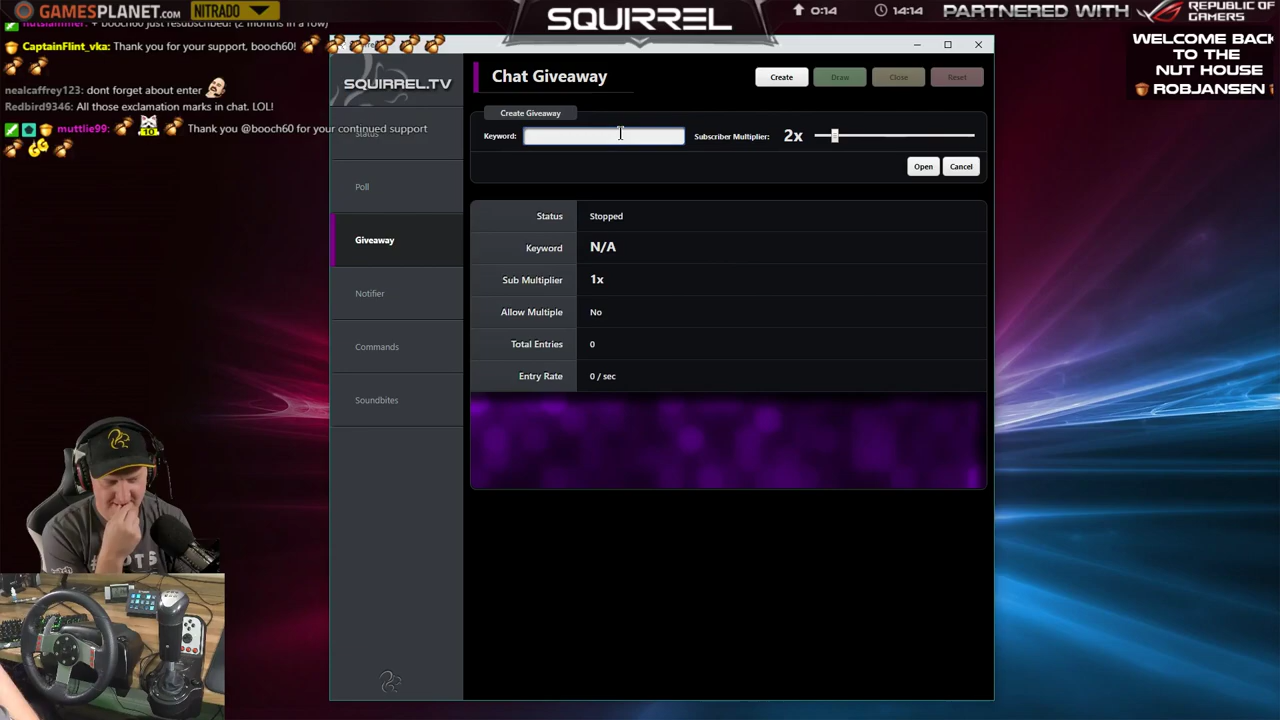 GAMESPLANET.COM
NITRADO
SQUIRREL
0:14
14:14
PARTNERED WITH
REPUBLIC OF
GAMERS
CaptainFlint_vka: Thank you for your support, booch60!
nealcaffrey123: dont forget about enter
Redbird9346: All those exclamation marks in chat. LOL!
muttlie99: 10 Thank you @booch60 for your continued support
WELCOME BACK
TO THE
NUT HOUSE
ROBJANSEN
SQUIRREL.TV
Status
Poll
Giveaway
Notifier
Commands
Soundbites
Chat Giveaway
Create
Draw
Close
Reset
Create Giveaway
Keyword:
Subscriber Multiplier:
2x
Open
Cancel
Status
Stopped
Keyword
N/A
Sub Multiplier
1x
Allow Multiple
No
Total Entries
0
Entry Rate
0 / sec